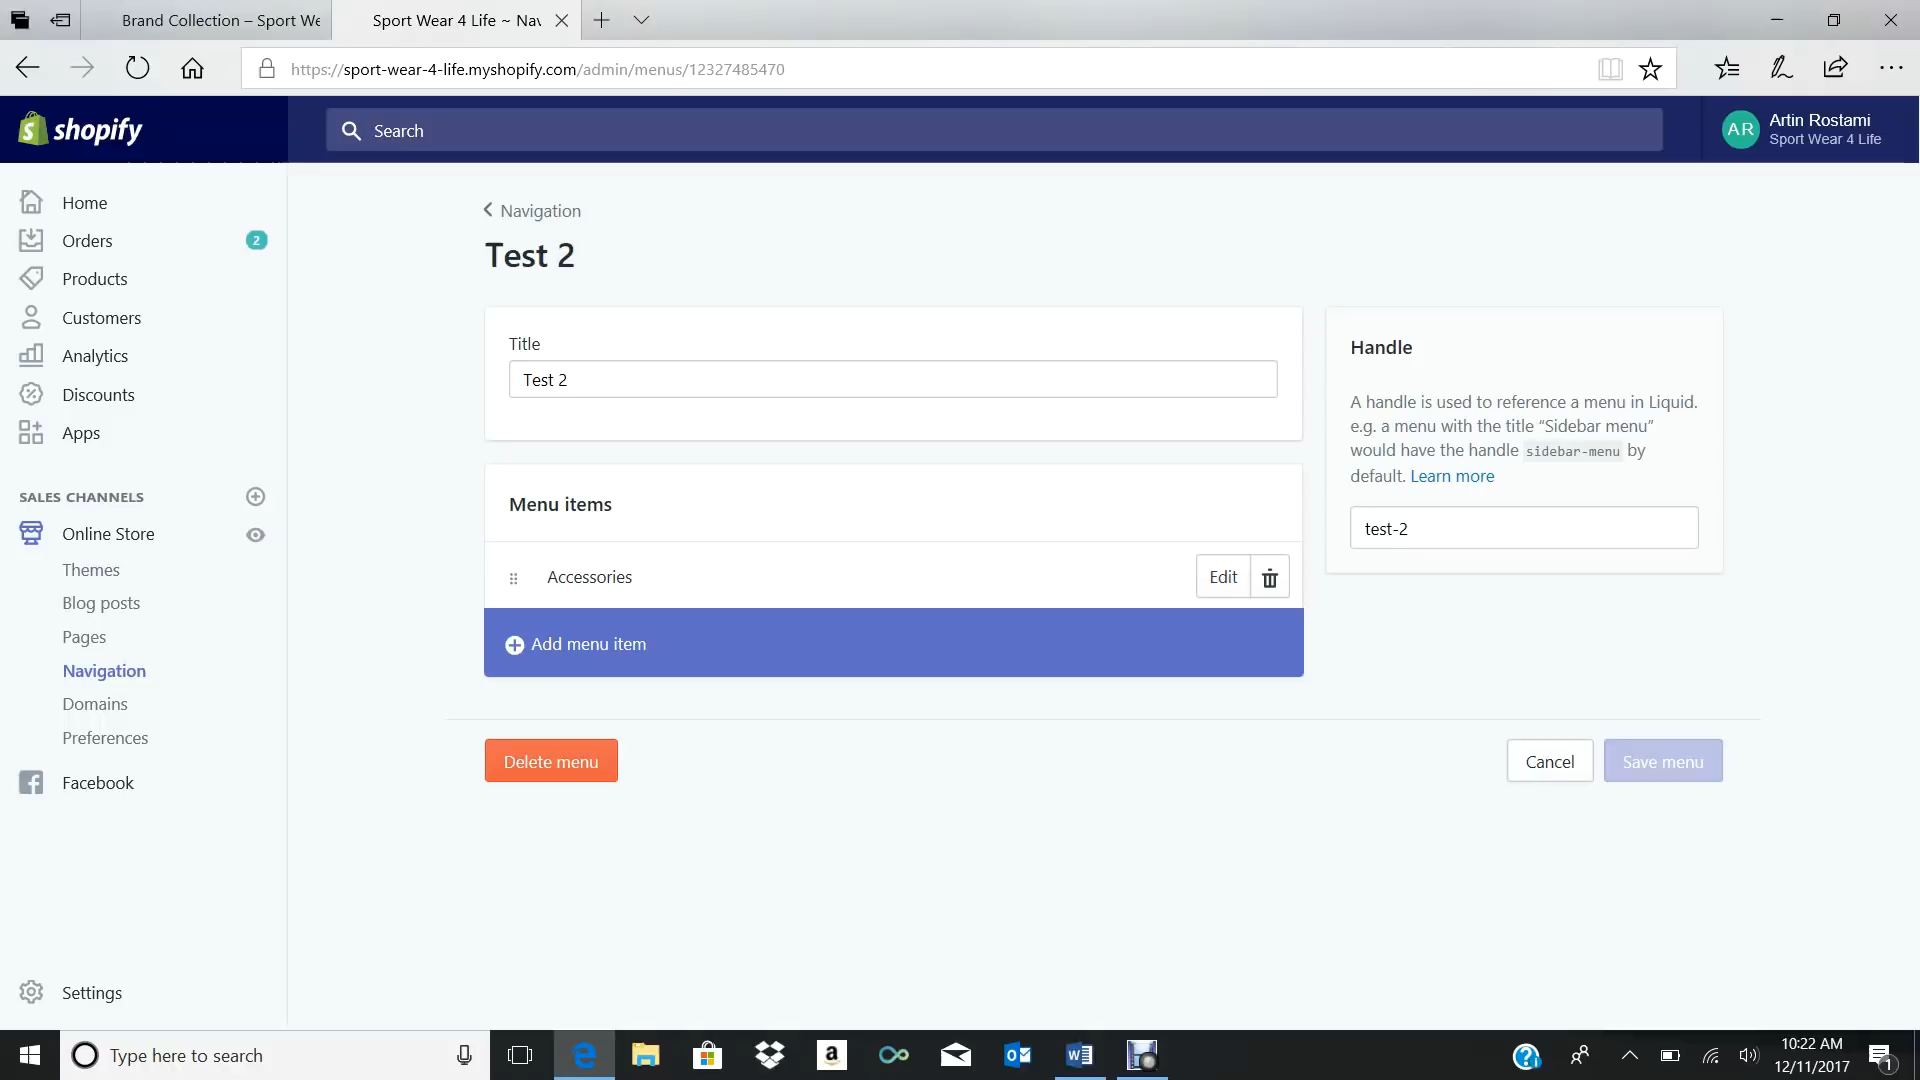 Brand Collection – Sport We
Sport Wear 4 Life ~ Nav
https://sport-wear-4-life.myshopify.com/admin/menus/12327485470
shopify
Search
AR
Artin Rostami
Sport Wear 4 Life
Home
Orders
2
Products
Customers
Analytics
Discounts
Apps
SALES CHANNELS
Online Store
Themes
Blog posts
Pages
Navigation
Domains
Preferences
Facebook
Settings
Navigation
Test 2
Title
Test 2
Menu items
Accessories
Edit
Add menu item
Handle
A handle is used to reference a menu in Liquid.
e.g. a menu with the title “Sidebar menu”
would have the handle sidebar-menu by
default. Learn more
test-2
Delete menu
Cancel
Save menu
Type here to search
10:22 AM
12/11/2017
1